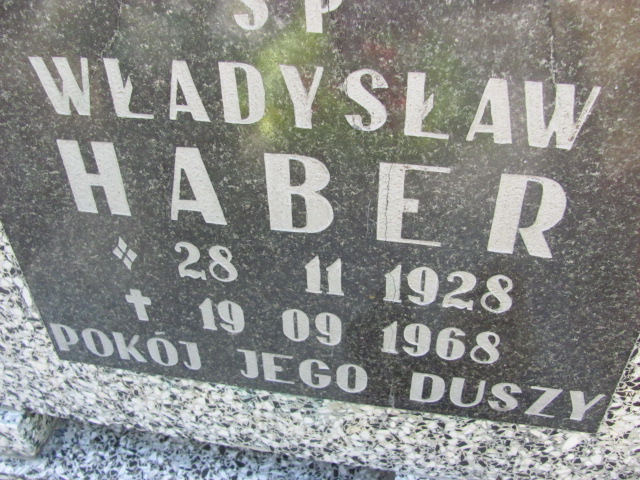 Ś P
WŁADYSŁAW
HABER
28 11 1928
✝ 19 09 1968
POKÓJ JEGO DUSZY